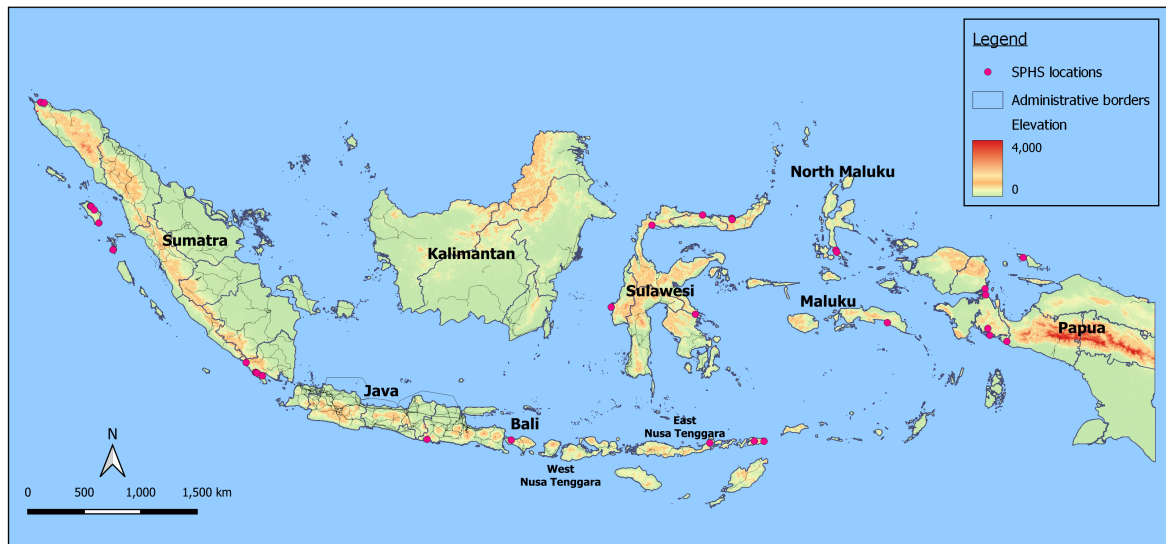 Legend
SPHS locations
Administrative borders
Elevation
4,000
0
North Maluku
Sumatra
Kalimantan
Sulawesi
Maluku
Papua
Java
Bali
East
Nusa Tenggara
West
Nusa Tenggara
N
0 500 1,000 1,500 km